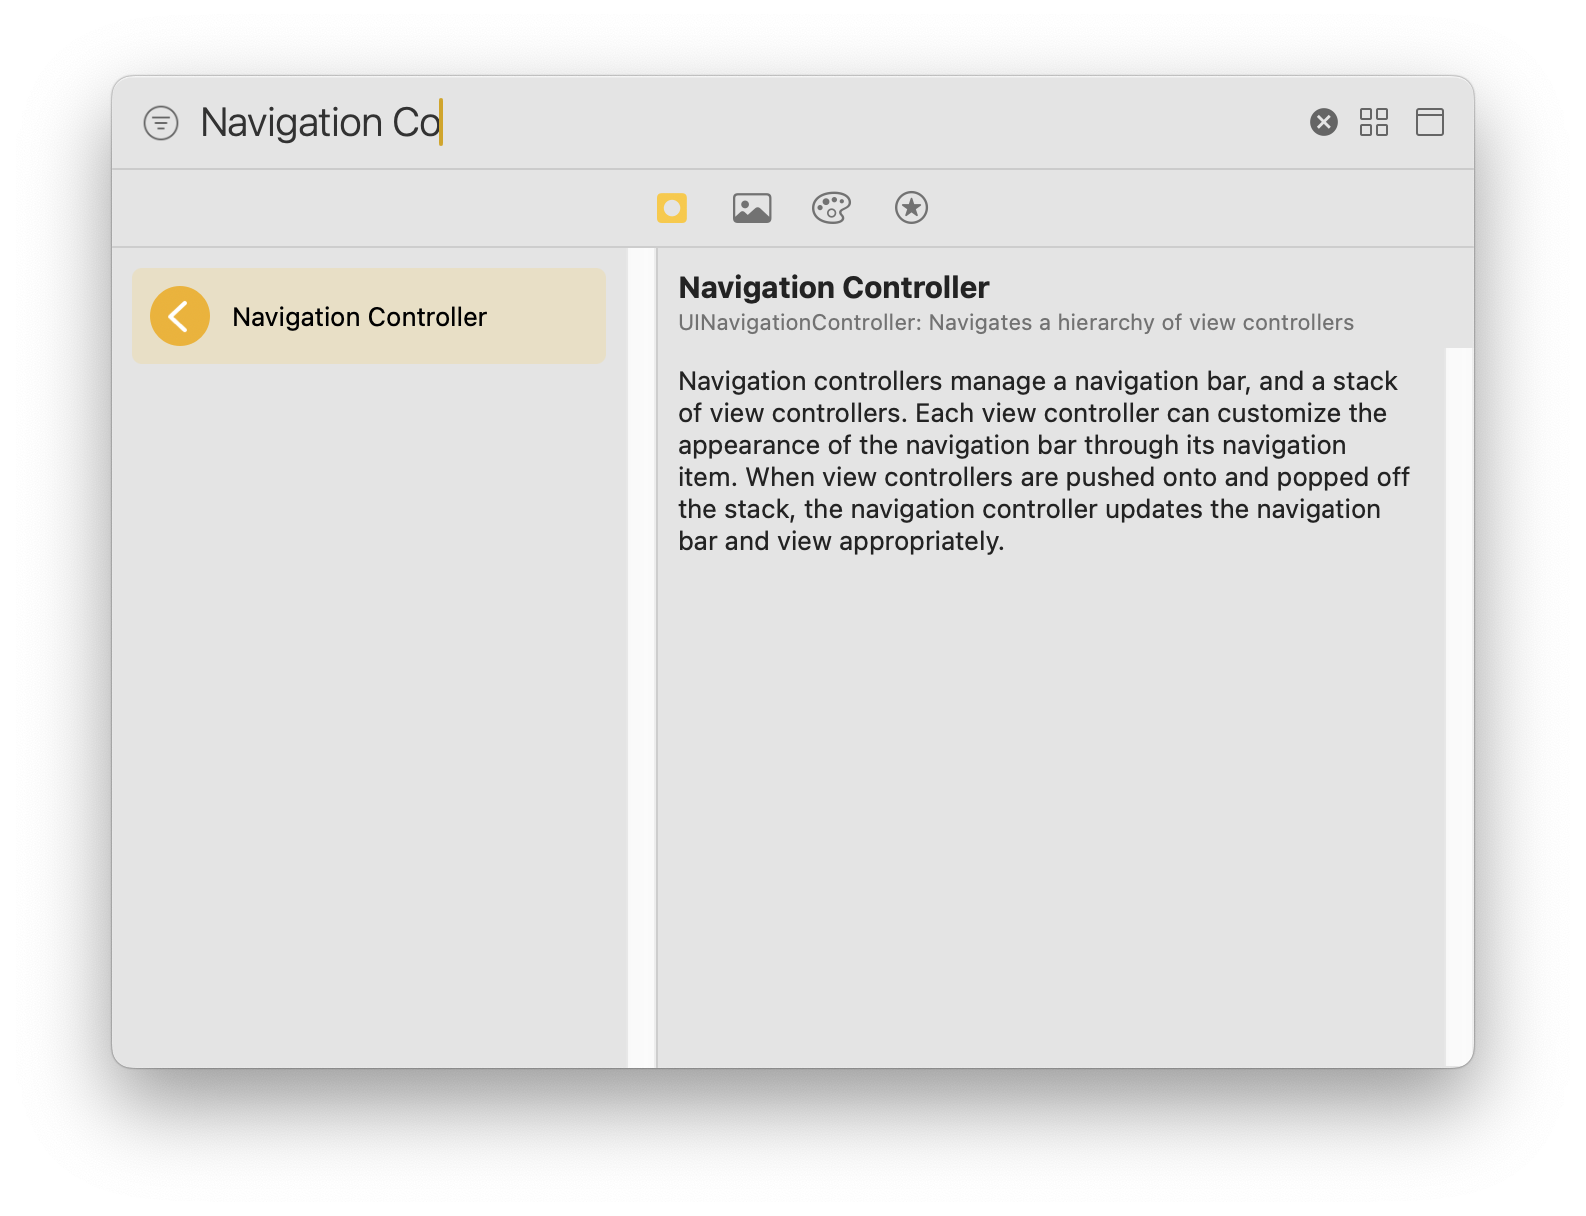 Navigation Co
Navigation Controller
Navigation Controller
UINavigationController: Navigates a hierarchy of view controllers
Navigation controllers manage a navigation bar, and a stack
of view controllers. Each view controller can customize the
appearance of the navigation bar through its navigation
item. When view controllers are pushed onto and popped off
the stack, the navigation controller updates the navigation
bar and view appropriately.